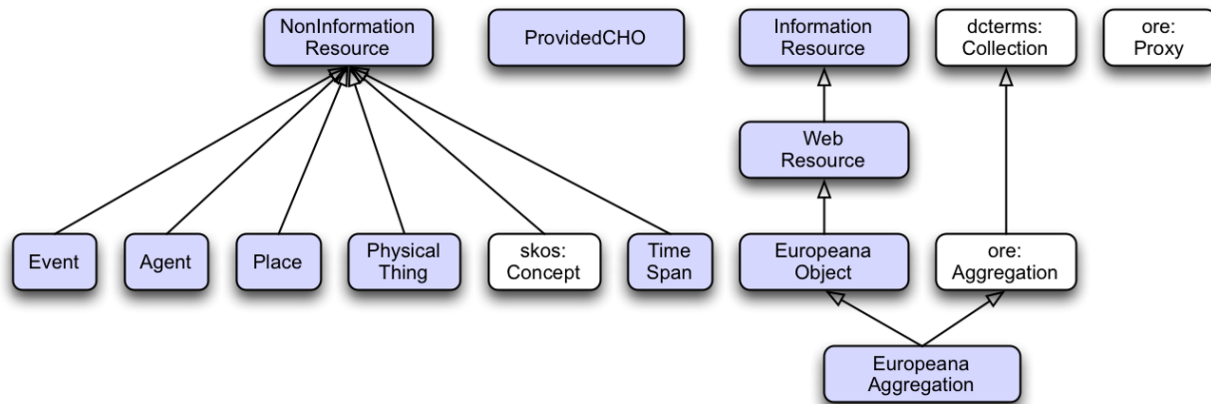 NonInformation
Resource
ProvidedCHO
Information
Resource
dcterms:
Collection
ore:
Proxy
Web
Resource
Event
Agent
Place
Physical
Thing
skos:
Concept
Time
Span
Europeana
Object
ore:
Aggregation
Europeana
Aggregation